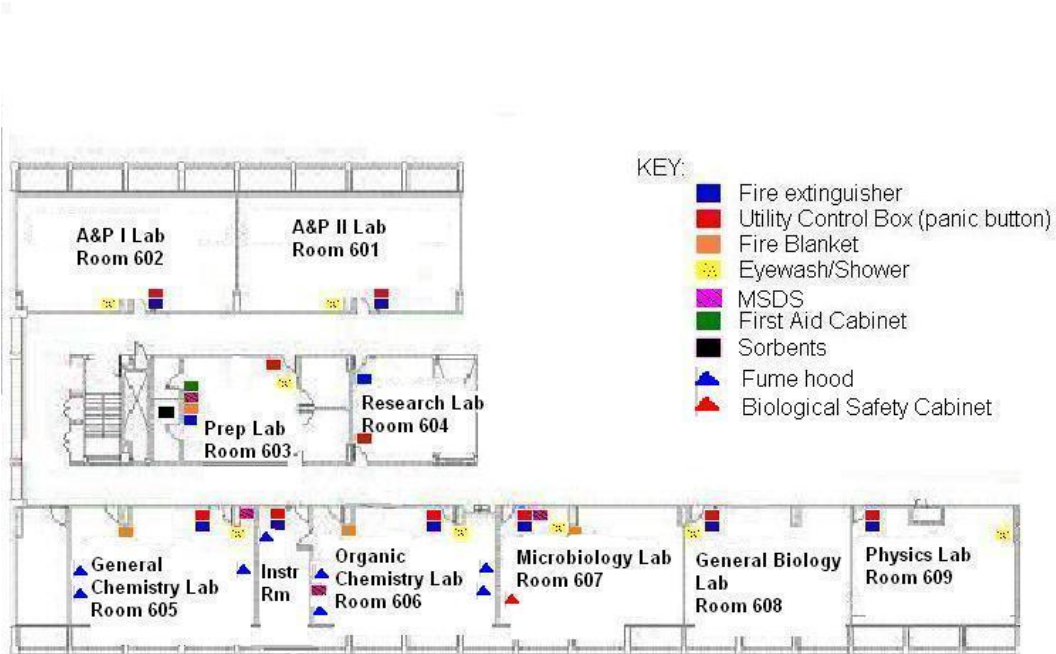 KEY:
Fire extinguisher
Utility Control Box (panic button)
Fire Blanket
Eyewash/Shower
MSDS
First Aid Cabinet
Sorbents
Fume hood
Biological Safety Cabinet
A&P I Lab
Room 602
A&P II Lab
Room 601
Prep Lab
Room 603
Research Lab
Room 604
General
Chemistry Lab
Room 605
Instr
Rm
Organic
Chemistry Lab
Room 606
Microbiology Lab
Room 607
General Biology
Lab
Room 608
Physics Lab
Room 609